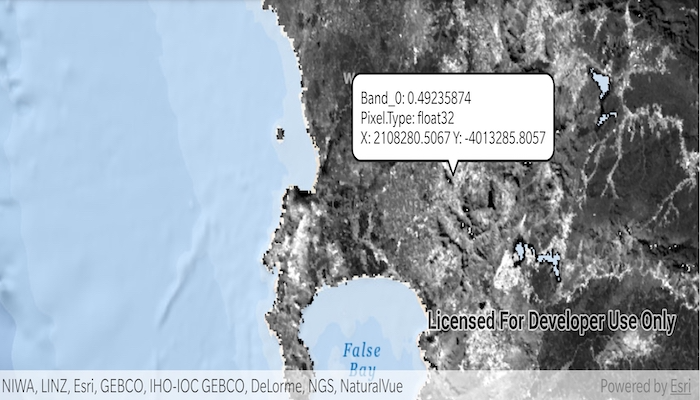 Band_0: 0.49235874
Pixel.Type: float32
X: 2108280.5067 Y: -4013285.8057
Licensed For Developer Use Only
False
Bay
NIWA, LINZ, Esri, GEBCO, IHO-IOC GEBCO, DeLorme, NGS, NaturalVue
Powered by Esri